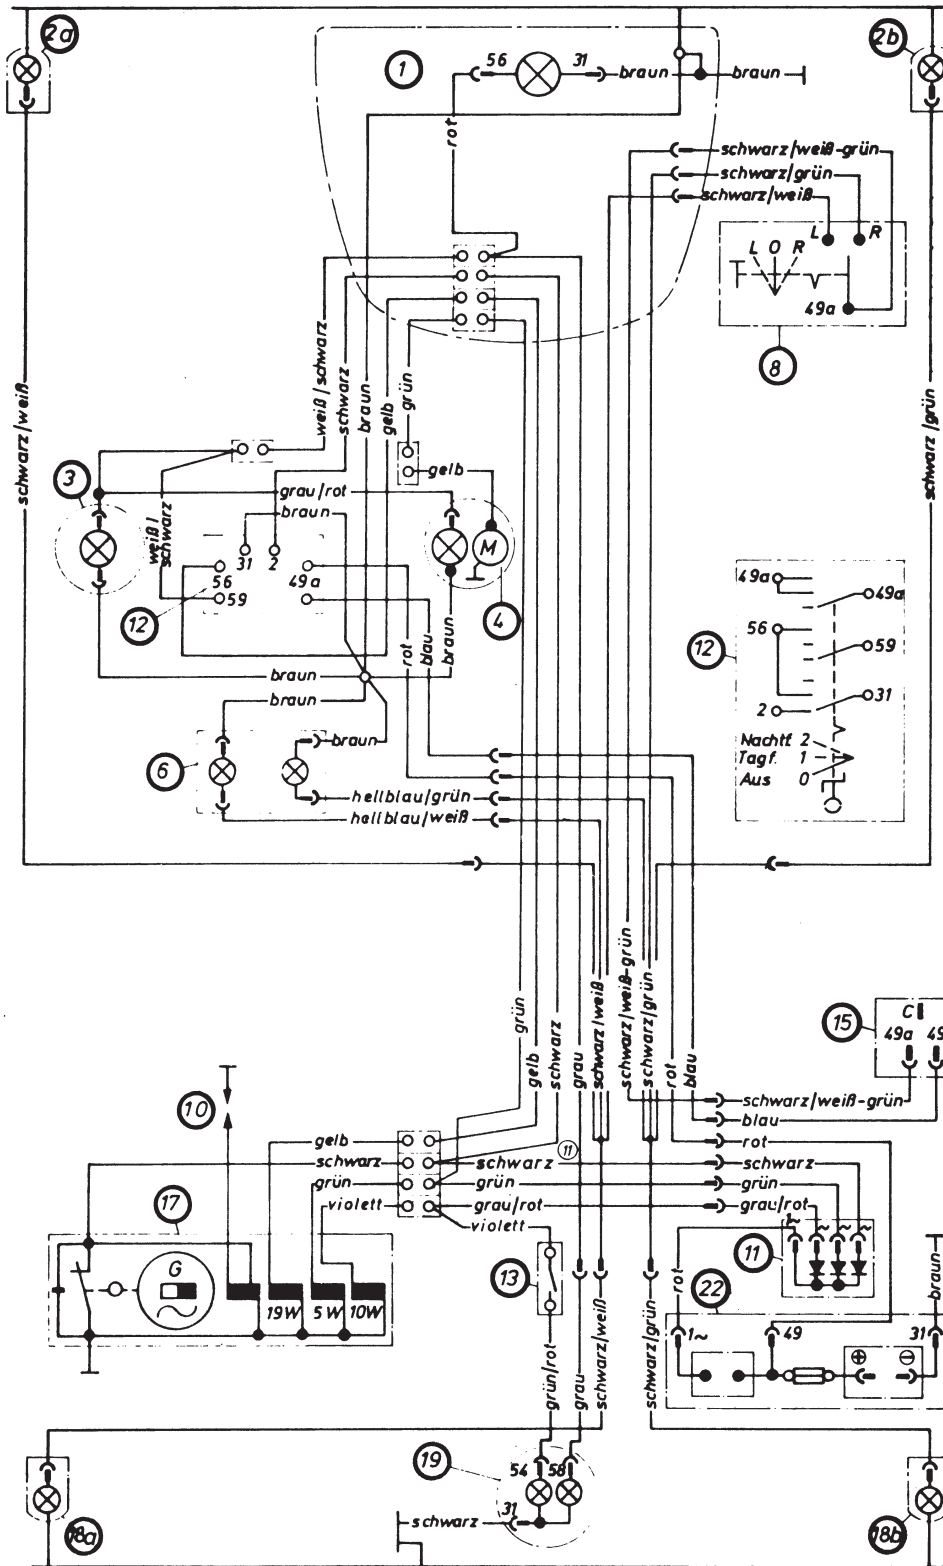 2a
2b
1
56
31
braun
braun
rot
schwarz/weiß-grün
schwarz/grün
schwarz/weiß
L
R
L O R
49a
8
weiß/schwarz
schwarz
braun
gelb
grün
schwarz/weiß
schwarz/grün
3
grau/rot
braun
gelb
weiß/
schwarz
31
2
56
59
49a
12
M
4
rot
blau
braun
braun
braun
braun
6
hellblau/grün
hellblau/weiß
49a
49a
56
59
12
2
31
Nachtf. 2
Tagf. 1
Aus 0
15
C
49a
49
grün
gelb
schwarz
grau
schwarz/weiß
schwarz/weiß-grün
schwarz/grün
rot
blau
schwarz/weiß-grün
blau
rot
10
gelb
schwarz
grün
violett
11
schwarz
schwarz
grün
grün
grau/rot
grau/rot
violett
17
G
19W
5W
10W
13
1~
~
~
~
11
rot
braun
22
1~
49
31
+
−
grün/rot
grau
schwarz/weiß
schwarz/grün
19
54
58
31
schwarz
18a
18b